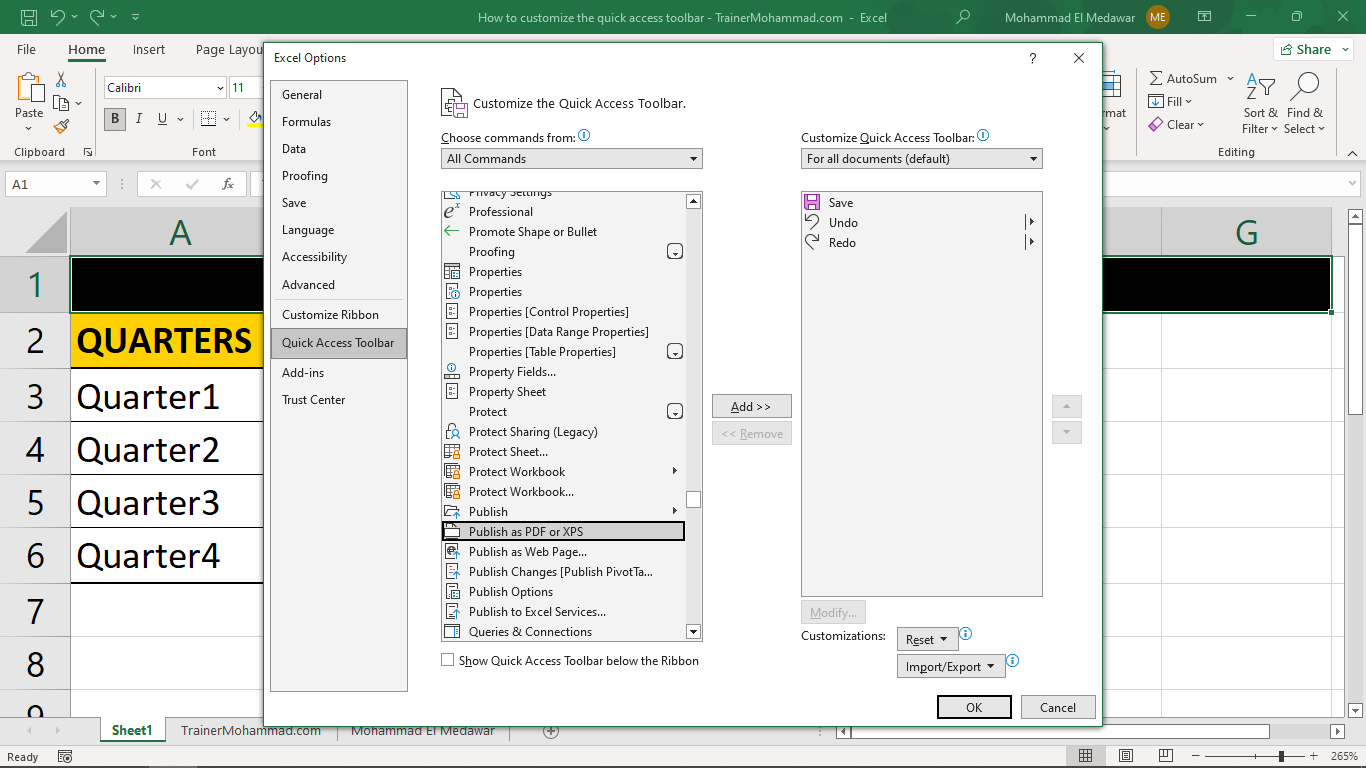 How to customize the quick access toolbar - TrainerMohammad.com - Excel
Mohammad El Medawar
ME
File
Home
Insert
Page Layou
Share
Paste
Clipboard
Calibri
11
B I U
Font
rmat
AutoSum
Fill
Clear
Sort &
Filter
Find &
Select
Editing
A1
fx
A
G
1
2
QUARTERS
3
Quarter1
4
Quarter2
5
Quarter3
6
Quarter4
7
8
9
Excel Options
?
General
Formulas
Data
Proofing
Save
Language
Accessibility
Advanced
Customize Ribbon
Quick Access Toolbar
Add-ins
Trust Center
Customize the Quick Access Toolbar.
Choose commands from:
All Commands
Privacy Settings
Professional
Promote Shape or Bullet
Proofing
Properties
Properties
Properties [Control Properties]
Properties [Data Range Properties]
Properties [Table Properties]
Property Fields...
Property Sheet
Protect
Protect Sharing (Legacy)
Protect Sheet...
Protect Workbook
Protect Workbook...
Publish
Publish as PDF or XPS
Publish as Web Page...
Publish Changes [Publish PivotTa...
Publish Options
Publish to Excel Services...
Queries & Connections
Show Quick Access Toolbar below the Ribbon
Add >>
<< Remove
Customize Quick Access Toolbar:
For all documents (default)
Save
Undo
Redo
Modify...
Customizations:
Reset
Import/Export
OK
Cancel
Sheet1
TrainerMohammad.com
Mohammad El Medawar
Ready
265%